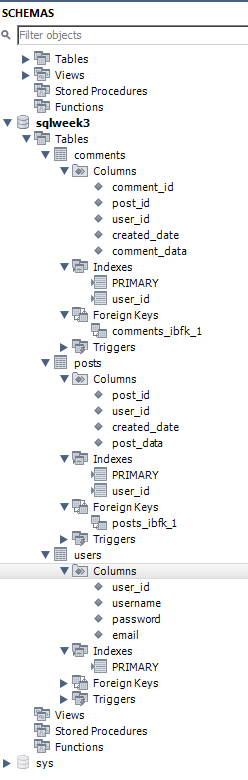 SCHEMAS
Filter objects
Tables
Views
Stored Procedures
Functions
sqlweek3
Tables
comments
Columns
comment_id
post_id
user_id
created_date
comment_data
Indexes
PRIMARY
user_id
Foreign Keys
comments_ibfk_1
Triggers
posts
Columns
post_id
user_id
created_date
post_data
Indexes
PRIMARY
user_id
Foreign Keys
posts_ibfk_1
Triggers
users
Columns
user_id
username
password
email
Indexes
PRIMARY
Foreign Keys
Triggers
Views
Stored Procedures
Functions
sys